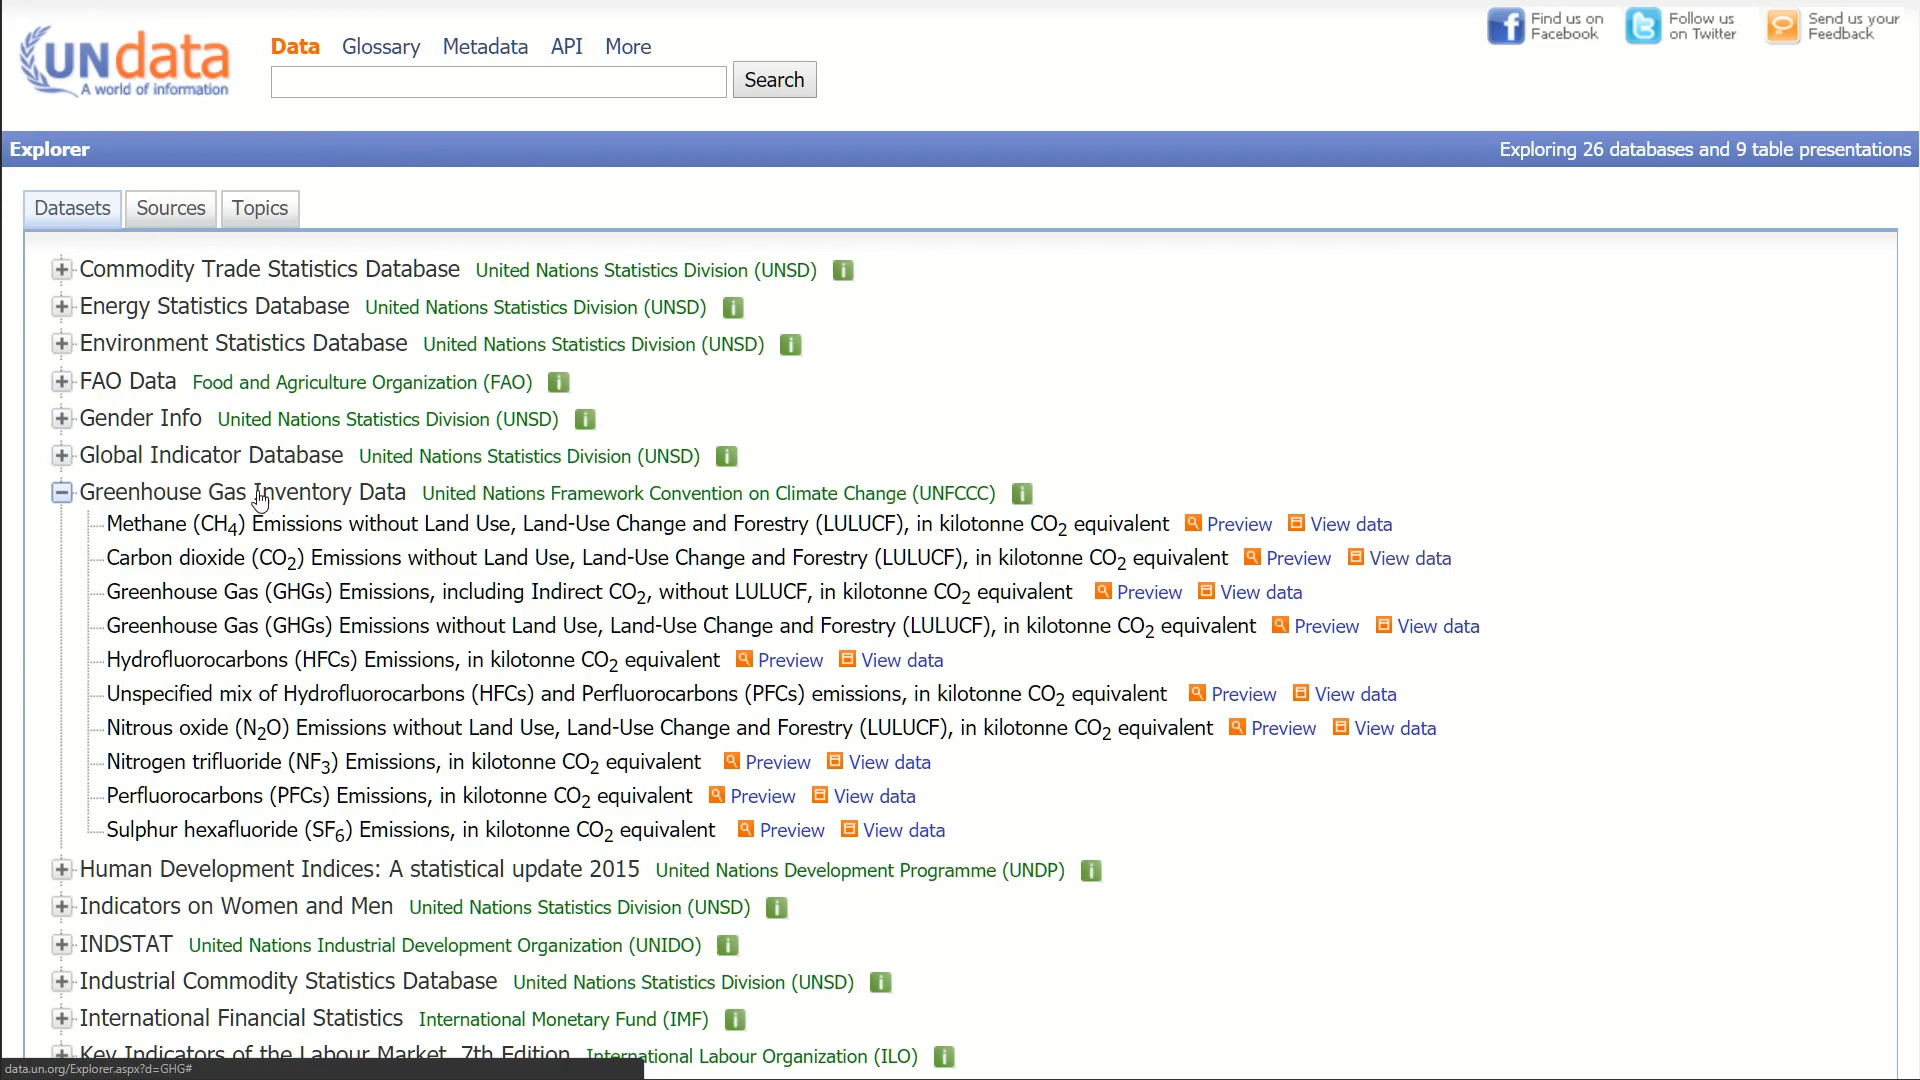 UNdata
A world of information
Data Glossary Metadata API More
Search
Find us on Facebook
Follow us on Twitter
Send us your Feedback
Explorer
Exploring 26 databases and 9 table presentations
Datasets Sources Topics
Commodity Trade Statistics Database United Nations Statistics Division (UNSD) i
Energy Statistics Database United Nations Statistics Division (UNSD) i
Environment Statistics Database United Nations Statistics Division (UNSD) i
FAO Data Food and Agriculture Organization (FAO) i
Gender Info United Nations Statistics Division (UNSD) i
Global Indicator Database United Nations Statistics Division (UNSD) i
Greenhouse Gas Inventory Data United Nations Framework Convention on Climate Change (UNFCCC) i
Methane (CH4) Emissions without Land Use, Land-Use Change and Forestry (LULUCF), in kilotonne CO2 equivalent Preview View data
Carbon dioxide (CO2) Emissions without Land Use, Land-Use Change and Forestry (LULUCF), in kilotonne CO2 equivalent Preview View data
Greenhouse Gas (GHGs) Emissions, including Indirect CO2, without LULUCF, in kilotonne CO2 equivalent Preview View data
Greenhouse Gas (GHGs) Emissions without Land Use, Land-Use Change and Forestry (LULUCF), in kilotonne CO2 equivalent Preview View data
Hydrofluorocarbons (HFCs) Emissions, in kilotonne CO2 equivalent Preview View data
Unspecified mix of Hydrofluorocarbons (HFCs) and Perfluorocarbons (PFCs) emissions, in kilotonne CO2 equivalent Preview View data
Nitrous oxide (N2O) Emissions without Land Use, Land-Use Change and Forestry (LULUCF), in kilotonne CO2 equivalent Preview View data
Nitrogen trifluoride (NF3) Emissions, in kilotonne CO2 equivalent Preview View data
Perfluorocarbons (PFCs) Emissions, in kilotonne CO2 equivalent Preview View data
Sulphur hexafluoride (SF6) Emissions, in kilotonne CO2 equivalent Preview View data
Human Development Indices: A statistical update 2015 United Nations Development Programme (UNDP) i
Indicators on Women and Men United Nations Statistics Division (UNSD) i
INDSTAT United Nations Industrial Development Organization (UNIDO) i
Industrial Commodity Statistics Database United Nations Statistics Division (UNSD) i
International Financial Statistics International Monetary Fund (IMF) i
Key Indicators of the Labour Market, 7th Edition International Labour Organization (ILO) i
data.un.org/Explorer.aspx?d=GHG#